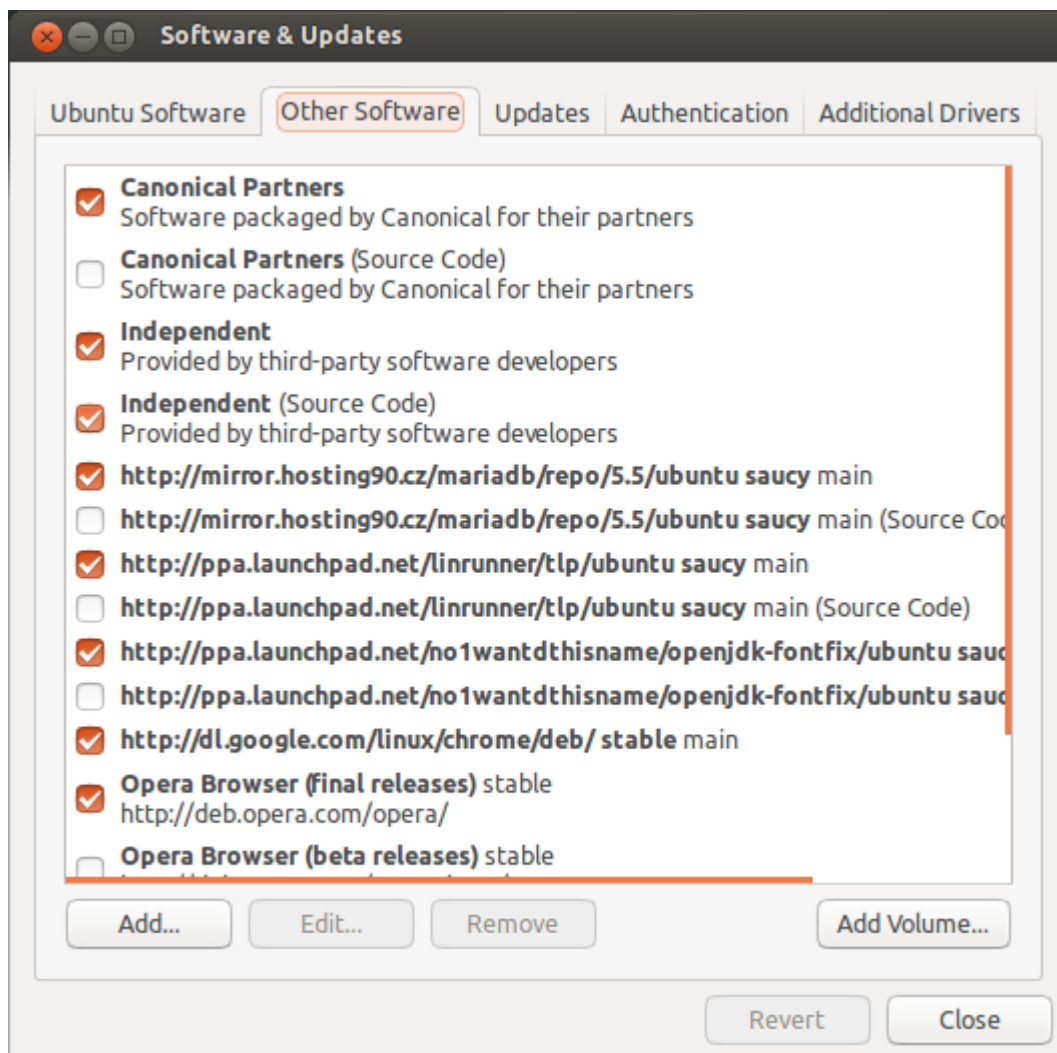 Software & Updates
Ubuntu Software Other Software Updates Authentication Additional Drivers
Canonical Partners
Software packaged by Canonical for their partners
Canonical Partners (Source Code)
Software packaged by Canonical for their partners
Independent
Provided by third-party software developers
Independent (Source Code)
Provided by third-party software developers
http://mirror.hosting90.cz/mariadb/repo/5.5/ubuntu saucy main
http://mirror.hosting90.cz/mariadb/repo/5.5/ubuntu saucy main (Source Cod
http://ppa.launchpad.net/linrunner/tlp/ubuntu saucy main
http://ppa.launchpad.net/linrunner/tlp/ubuntu saucy main (Source Code)
http://ppa.launchpad.net/no1wantdthisname/openjdk-fontfix/ubuntu sauc
http://ppa.launchpad.net/no1wantdthisname/openjdk-fontfix/ubuntu sauc
http://dl.google.com/linux/chrome/deb/ stable main
Opera Browser (final releases) stable
http://deb.opera.com/opera/
Opera Browser (beta releases) stable
Add... Edit... Remove Add Volume...
Revert Close